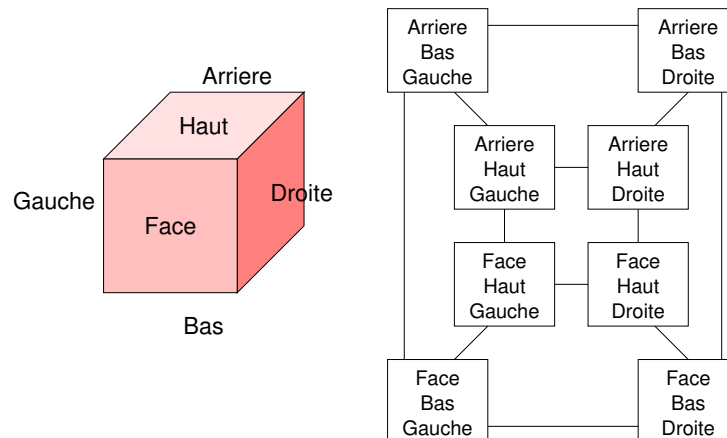 Arriere
Haut
Gauche
Droite
Face
Bas
Arriere
Bas
Gauche
Arriere
Bas
Droite
Arriere
Haut
Gauche
Arriere
Haut
Droite
Face
Haut
Gauche
Face
Haut
Droite
Face
Bas
Gauche
Face
Bas
Droite